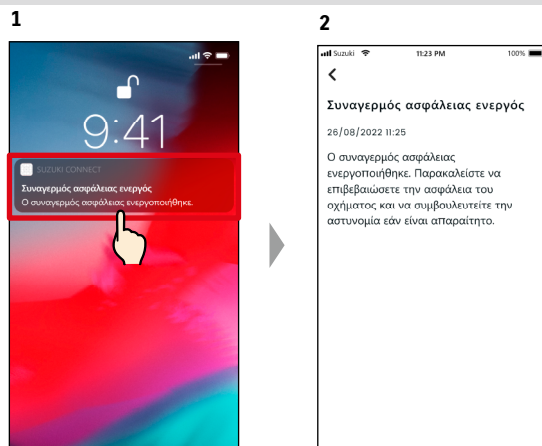 1
9:41
SUZUKI CONNECT
Συναγερμός ασφάλειας ενεργός
Ο συναγερμός ασφάλειας ενεργοποιήθηκε.
2
Suzuki 11:23 PM 100%
Συναγερμός ασφάλειας ενεργός
26/08/2022 11:25
Ο συναγερμός ασφάλειας
ενεργοποιήθηκε. Παρακαλείστε να
επιβεβαιώσετε την ασφάλεια του
οχήματος και να συμβουλευτείτε την
αστυνομία εάν είναι απαραίτητο.